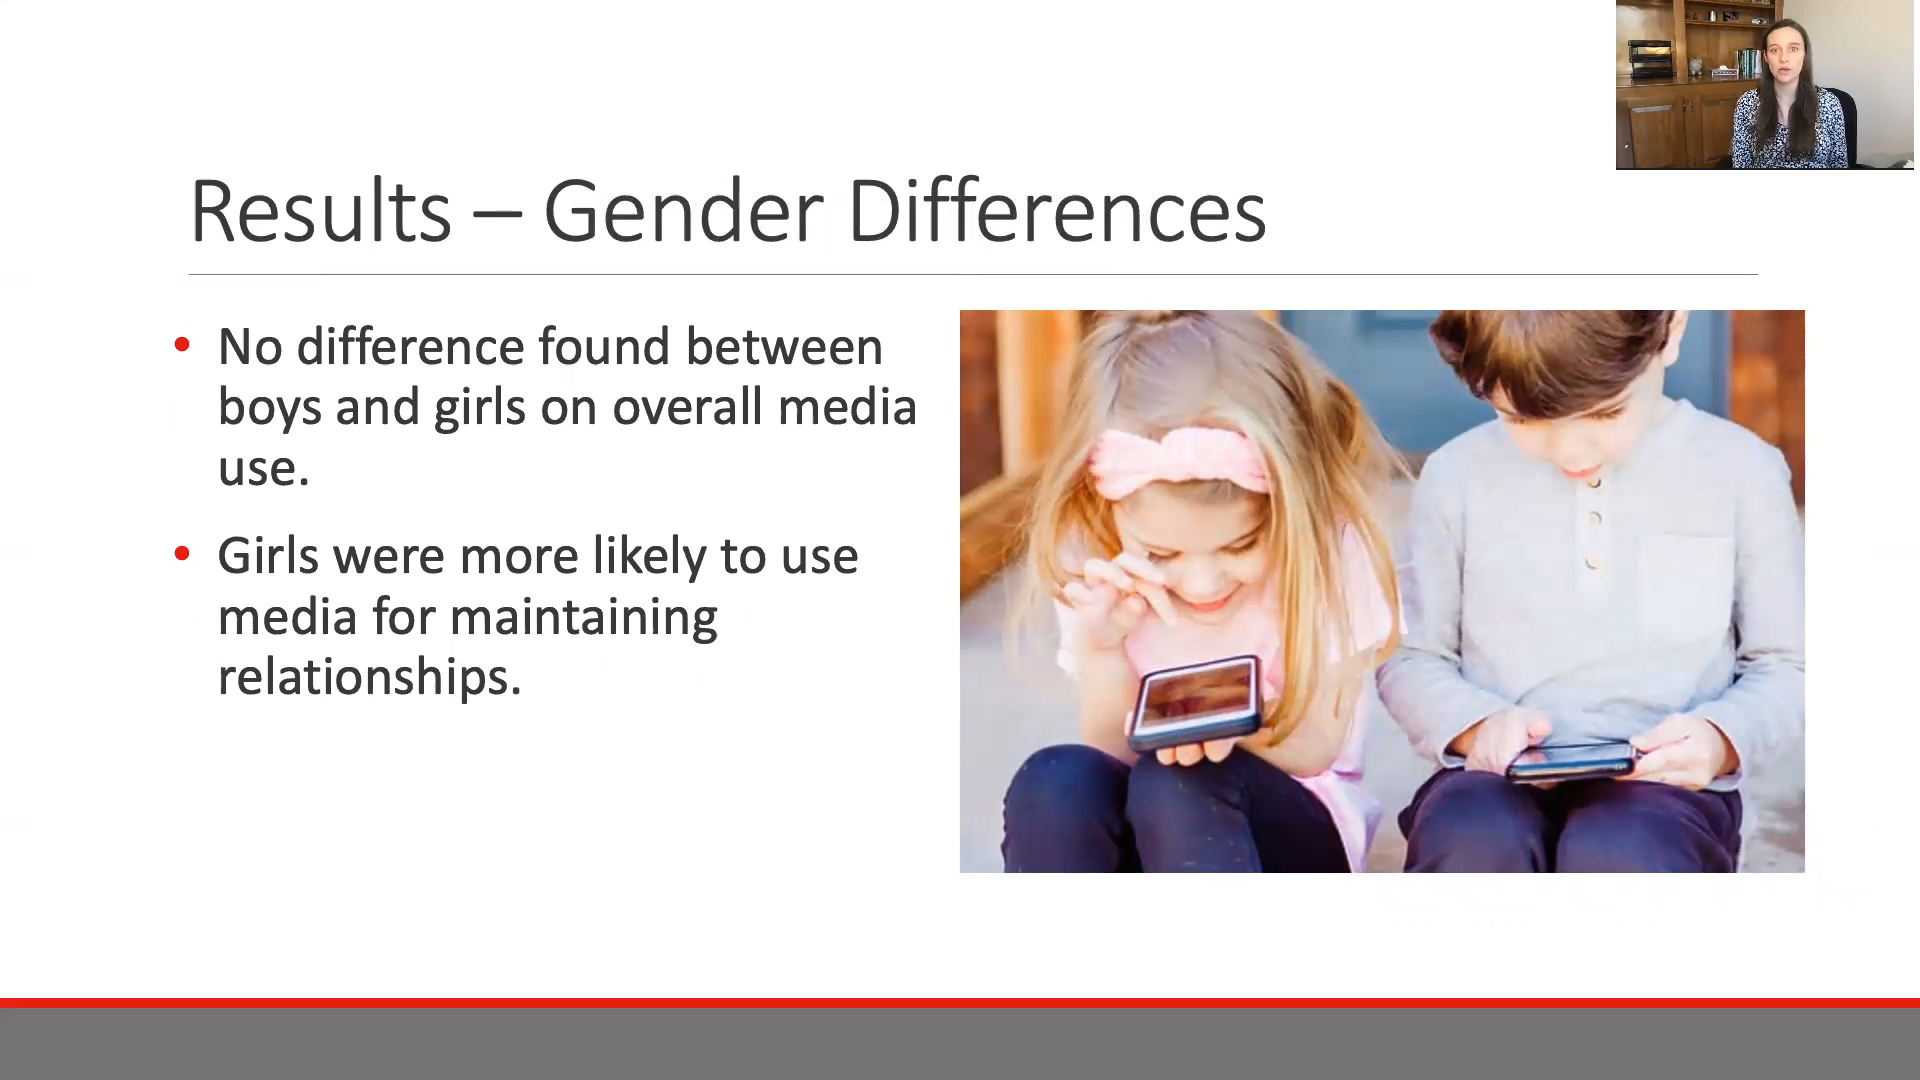 Results – Gender Differences
• No difference found between
boys and girls on overall media
use.
• Girls were more likely to use
media for maintaining
relationships.